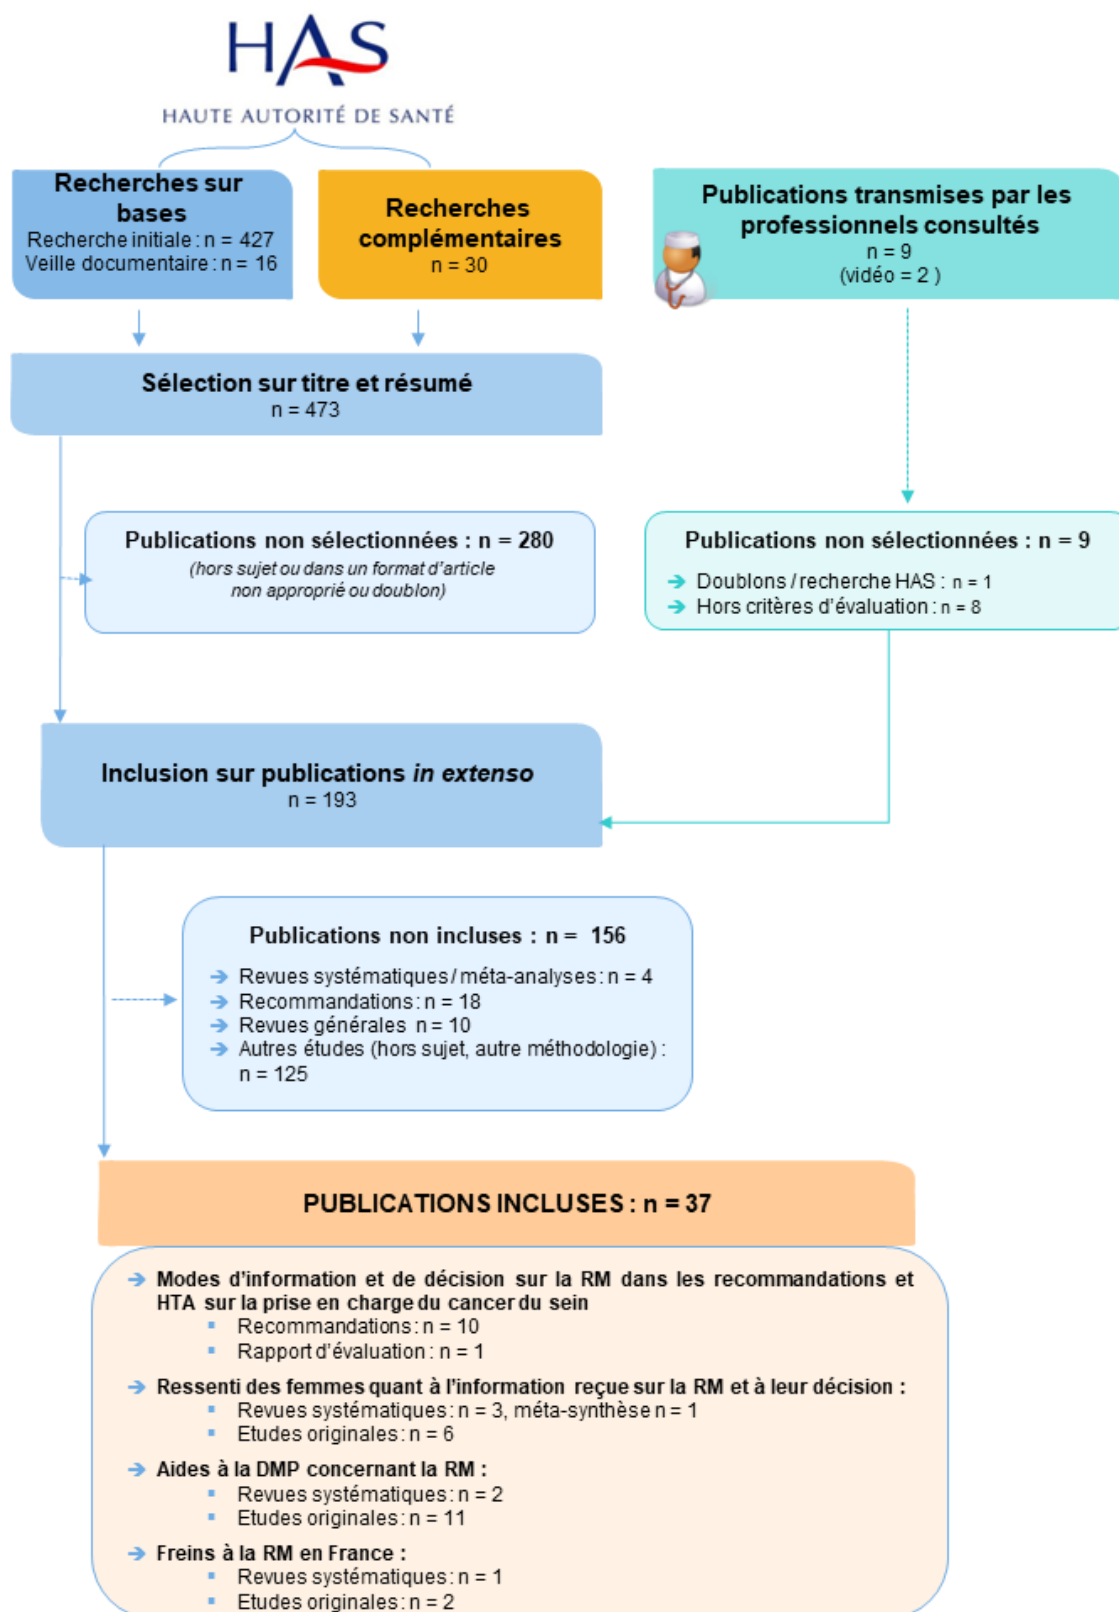 HAS
HAUTE AUTORITÉ DE SANTÉ
Recherches sur
bases
Recherche initiale : n = 427
Veille documentaire : n = 16
Recherches
complémentaires
n = 30
Publications transmises par les
professionnels consultés
n = 9
(vidéo = 2 )
Sélection sur titre et résumé
n = 473
Publications non sélectionnées : n = 280
(hors sujet ou dans un format d'article
non approprié ou doublon)
Publications non sélectionnées : n = 9
➔ Doublons / recherche HAS : n = 1
➔ Hors critères d'évaluation : n = 8
Inclusion sur publications in extenso
n = 193
Publications non incluses : n = 156
➔ Revues systématiques / méta-analyses : n = 4
➔ Recommandations : n = 18
➔ Revues générales n = 10
➔ Autres études (hors sujet, autre méthodologie) :
n = 125
PUBLICATIONS INCLUSES : n = 37
➔ Modes d'information et de décision sur la RM dans les recommandations et
HTA sur la prise en charge du cancer du sein
▪ Recommandations : n = 10
▪ Rapport d'évaluation : n = 1
➔ Ressenti des femmes quant à l'information reçue sur la RM et à leur décision :
▪ Revues systématiques : n = 3, méta-synthèse n = 1
▪ Etudes originales : n = 6
➔ Aides à la DMP concernant la RM :
▪ Revues systématiques : n = 2
▪ Etudes originales : n = 11
➔ Freins à la RM en France :
▪ Revues systématiques : n = 1
▪ Etudes originales : n = 2